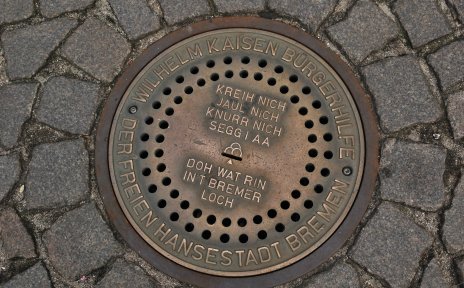 WILHELM KAISEN BÜRGERHILFE
DER FREIEN HANSESTADT BREMEN
KREIH NICH
JAUL NICH
KNURR NICH
SEGG I AA
DOH WAT RIN
IN'T BREMER
LOCH